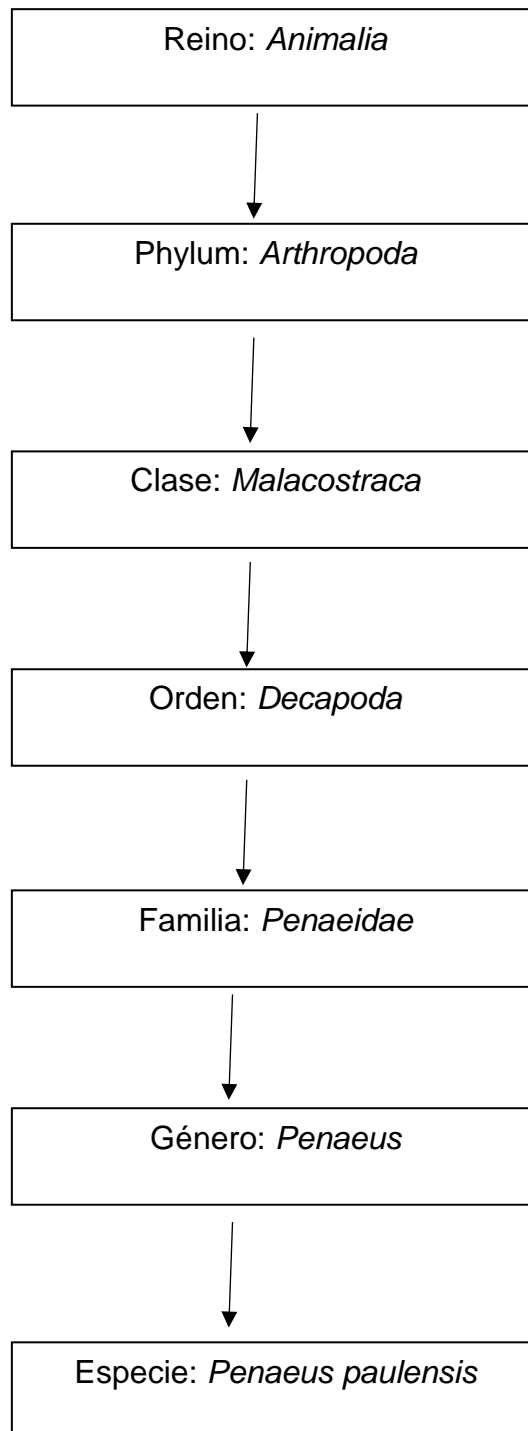 Reino: Animalia
Phylum: Arthropoda
Clase: Malacostraca
Orden: Decapoda
Familia: Penaeidae
Género: Penaeus
Especie: Penaeus paulensis